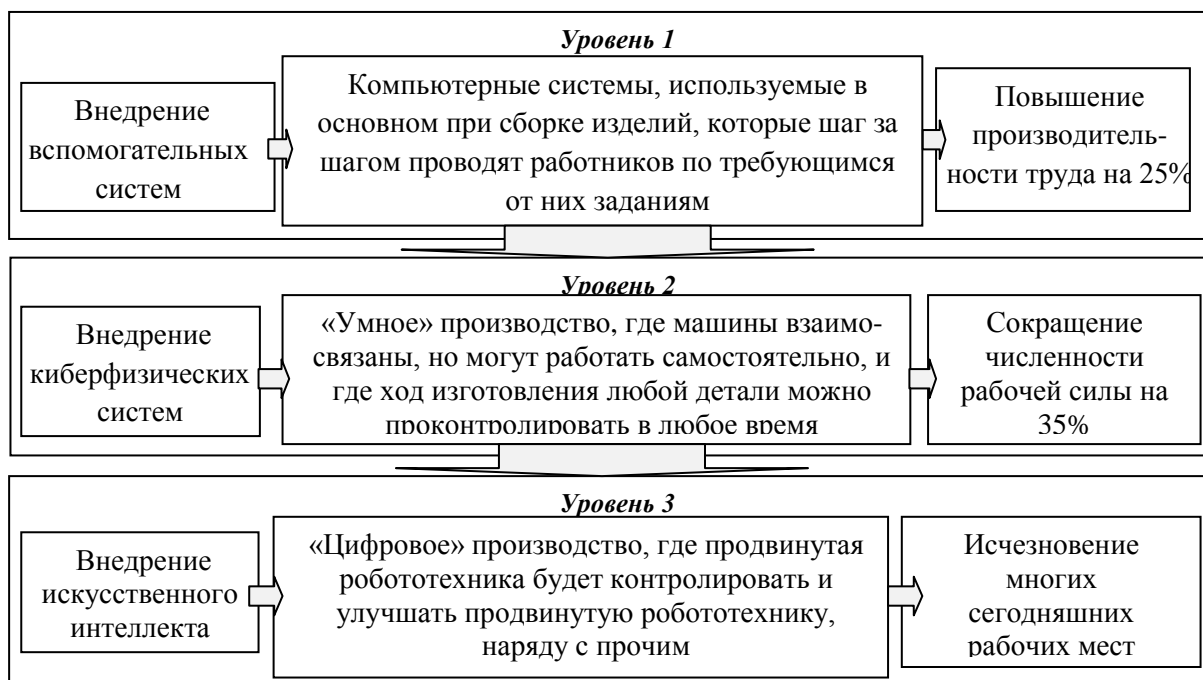 Уровень 1
Внедрение
вспомогательных
систем
Компьютерные системы, используемые в
основном при сборке изделий, которые шаг за
шагом проводят работников по требующимся
от них заданиям
Повышение
производитель-
ности труда на 25%
Уровень 2
Внедрение
киберфизических
систем
«Умное» производство, где машины взаимо-
связаны, но могут работать самостоятельно, и
где ход изготовления любой детали можно
проконтролировать в любое время
Сокращение
численности
рабочей силы на
35%
Уровень 3
Внедрение
искусственного
интеллекта
«Цифровое» производство, где продвинутая
робототехника будет контролировать и
улучшать продвинутую робототехнику,
наряду с прочим
Исчезновение
многих
сегодняшних
рабочих мест